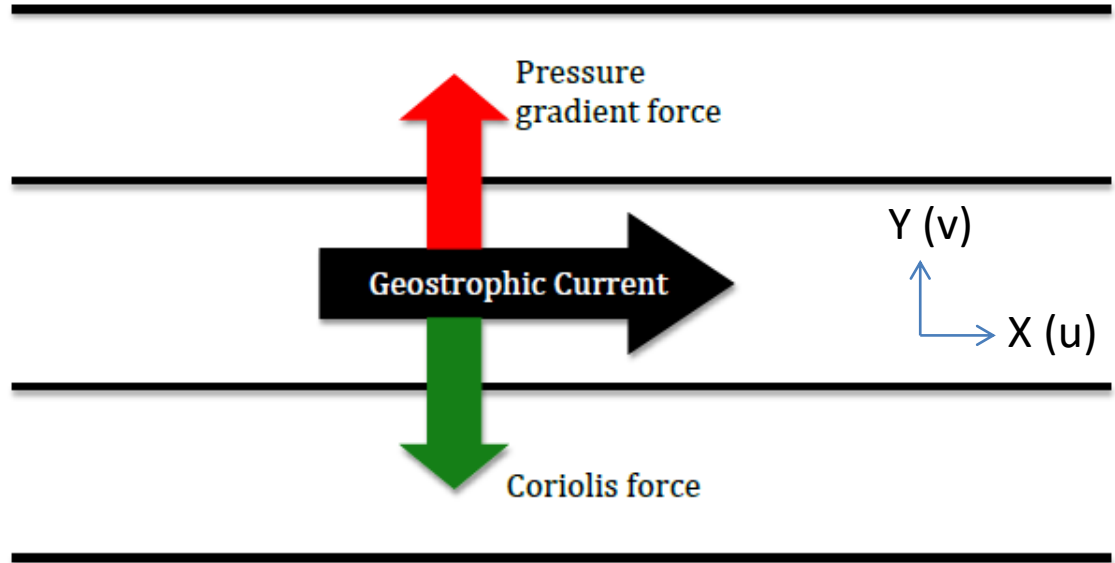 Pressure
gradient force
Y (v)
Geostrophic Current
X (u)
Coriolis force